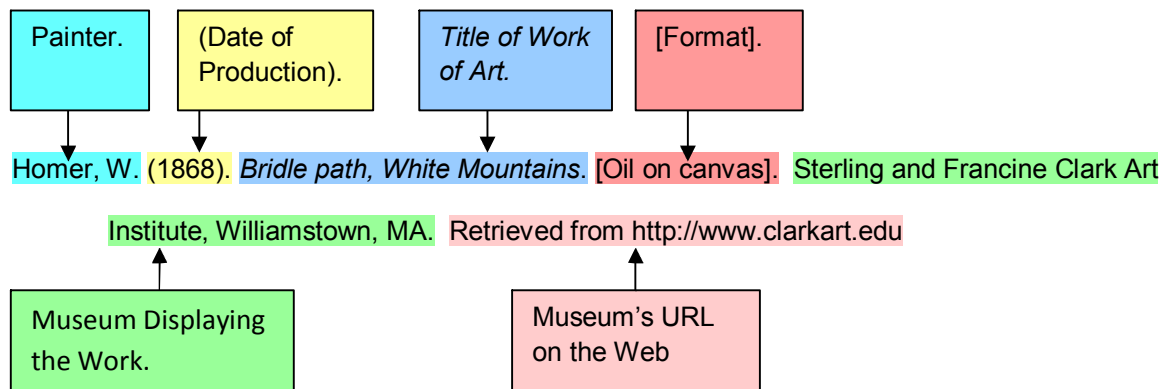 Painter.
(Date of
Production).
Title of Work
of Art.
[Format].
Homer, W. (1868). Bridle path, White Mountains. [Oil on canvas]. Sterling and Francine Clark Art
Institute, Williamstown, MA. Retrieved from http://www.clarkart.edu
Museum Displaying
the Work.
Museum’s URL
on the Web